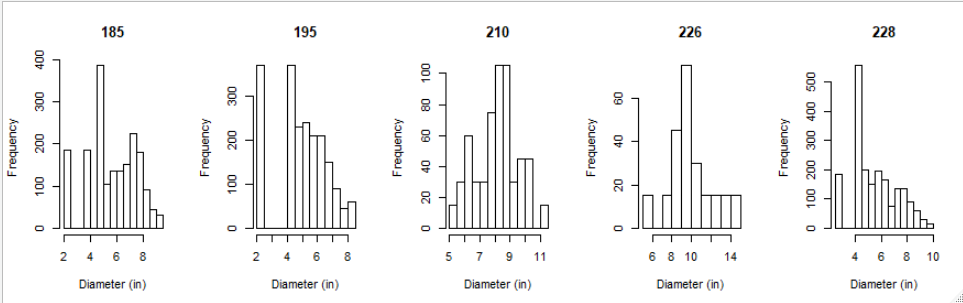 185
195
210
226
228
Frequency
0 100 200 300 400
2 4 6 8
Diameter (in)
Frequency
0 100 200 300
2 4 6 8
Diameter (in)
Frequency
0 20 40 60 80 100
5 7 9 11
Diameter (in)
Frequency
0 20 40 60
6 8 10 14
Diameter (in)
Frequency
0 100 200 300 400 500
4 6 8 10
Diameter (in)